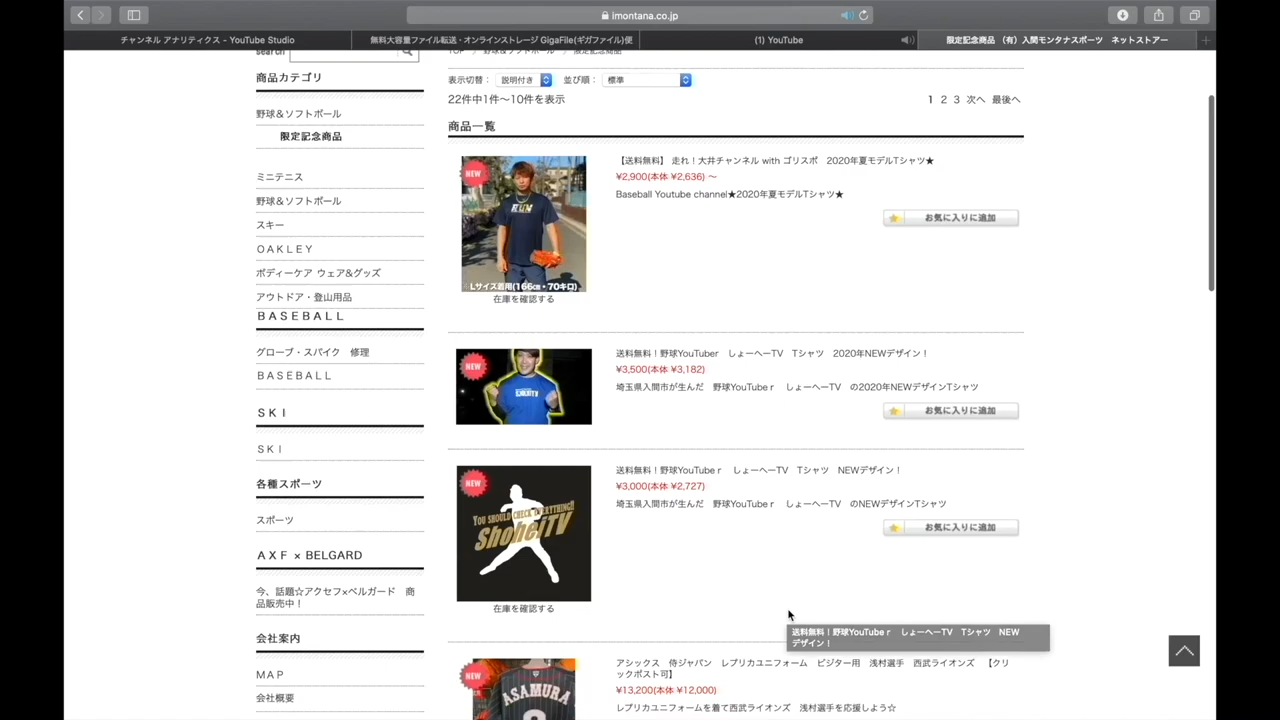 imontana.co.jp
チャンネル アナリティクス - YouTube Studio
無料大容量ファイル転送・オンラインストレージ GigaFile(ギガファイル)便
(1) YouTube
限定記念商品 （有）入間モンタナスポーツ ネットストアー
search
TOP > 野球&ソフトボール > 限定記念商品
商品カテゴリ
野球&ソフトボール
限定記念商品
ミニテニス
野球&ソフトボール
スキー
ＯＡＫＬＥＹ
ボディーケア ウェア&グッズ
アウトドア・登山用品
ＢＡＳＥＢＡＬＬ
グローブ・スパイク　修理
ＢＡＳＥＢＡＬＬ
ＳＫＩ
ＳＫＩ
各種スポーツ
スポーツ
ＡＸＦ × BELGARD
今、話題☆アクセフ×ベルガード　商
品販売中！
会社案内
ＭＡＰ
会社概要
表示切替： 説明付き 並び順： 標準
22件中1件〜10件を表示
1 2 3 次へ 最後へ
商品一覧
NEW
RUN
Lサイズ着用(166㎝・70キロ)
在庫を確認する
【送料無料】 走れ！大井チャンネル with ゴリスポ　2020年夏モデルTシャツ★
¥2,900(本体 ¥2,636) 〜
Baseball Youtube channel★2020年夏モデルTシャツ★
お気に入りに追加
NEW
SHOHEITV
送料無料！野球YouTuber　しょーへーTV　Tシャツ　2020年NEWデザイン！
¥3,500(本体 ¥3,182)
埼玉県入間市が生んだ　野球YouTubeｒ　しょーへーTV　の2020年NEWデザインTシャツ
お気に入りに追加
NEW
YOU SHOULD CHECK EVERYTHING!!
ShoheiTV
在庫を確認する
送料無料！野球YouTubeｒ　しょーへーTV　Tシャツ　NEWデザイン！
¥3,000(本体 ¥2,727)
埼玉県入間市が生んだ　野球YouTubeｒ　しょーへーTV　のNEWデザインTシャツ
お気に入りに追加
送料無料！野球YouTubeｒ　しょーへーTV　Tシャツ　NEW
デザイン！
NEW
ASAMURA
アシックス　侍ジャパン　レプリカユニフォーム　ビジター用　浅村選手　西武ライオンズ　【クリ
ックポスト可】
¥13,200(本体 ¥12,000)
レプリカユニフォームを着て西武ライオンズ　浅村選手を応援しよう☆